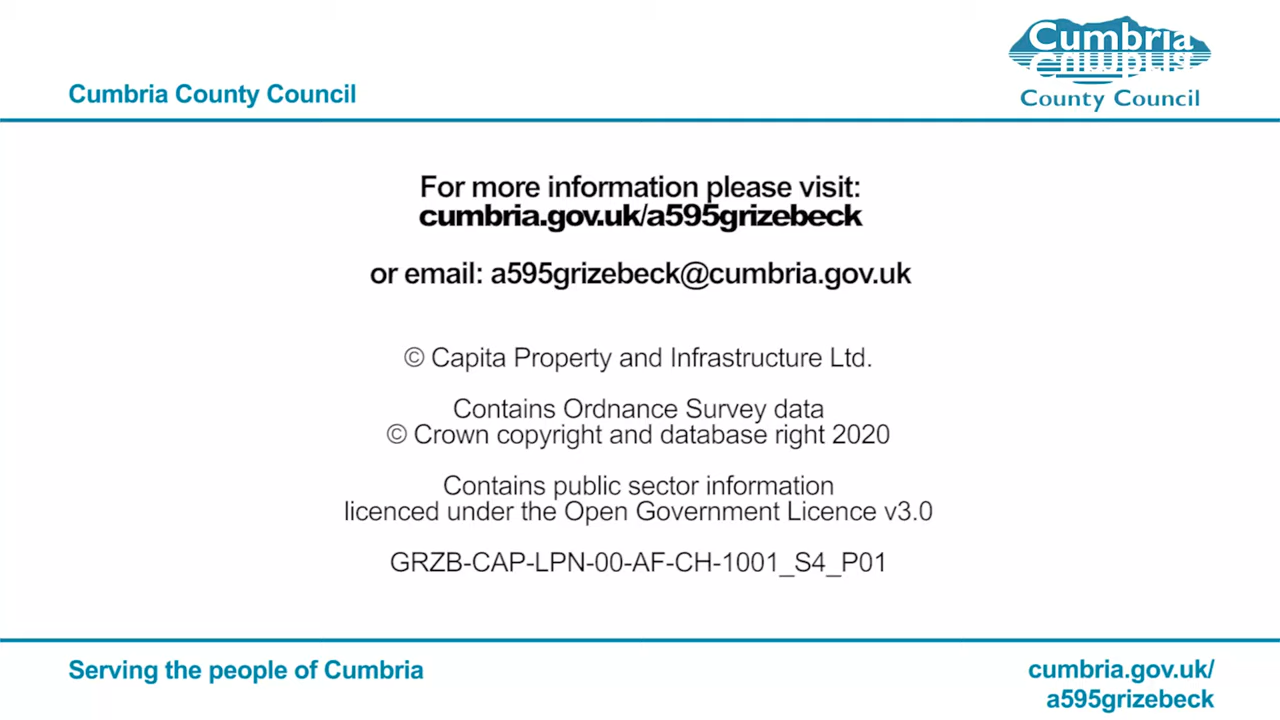 Cumbria County Council
Cumbria
County Council
For more information please visit:
cumbria.gov.uk/a595grizebeck
or email: a595grizebeck@cumbria.gov.uk
© Capita Property and Infrastructure Ltd.
Contains Ordnance Survey data
© Crown copyright and database right 2020
Contains public sector information
licenced under the Open Government Licence v3.0
GRZB-CAP-LPN-00-AF-CH-1001_S4_P01
Serving the people of Cumbria
cumbria.gov.uk/
a595grizebeck